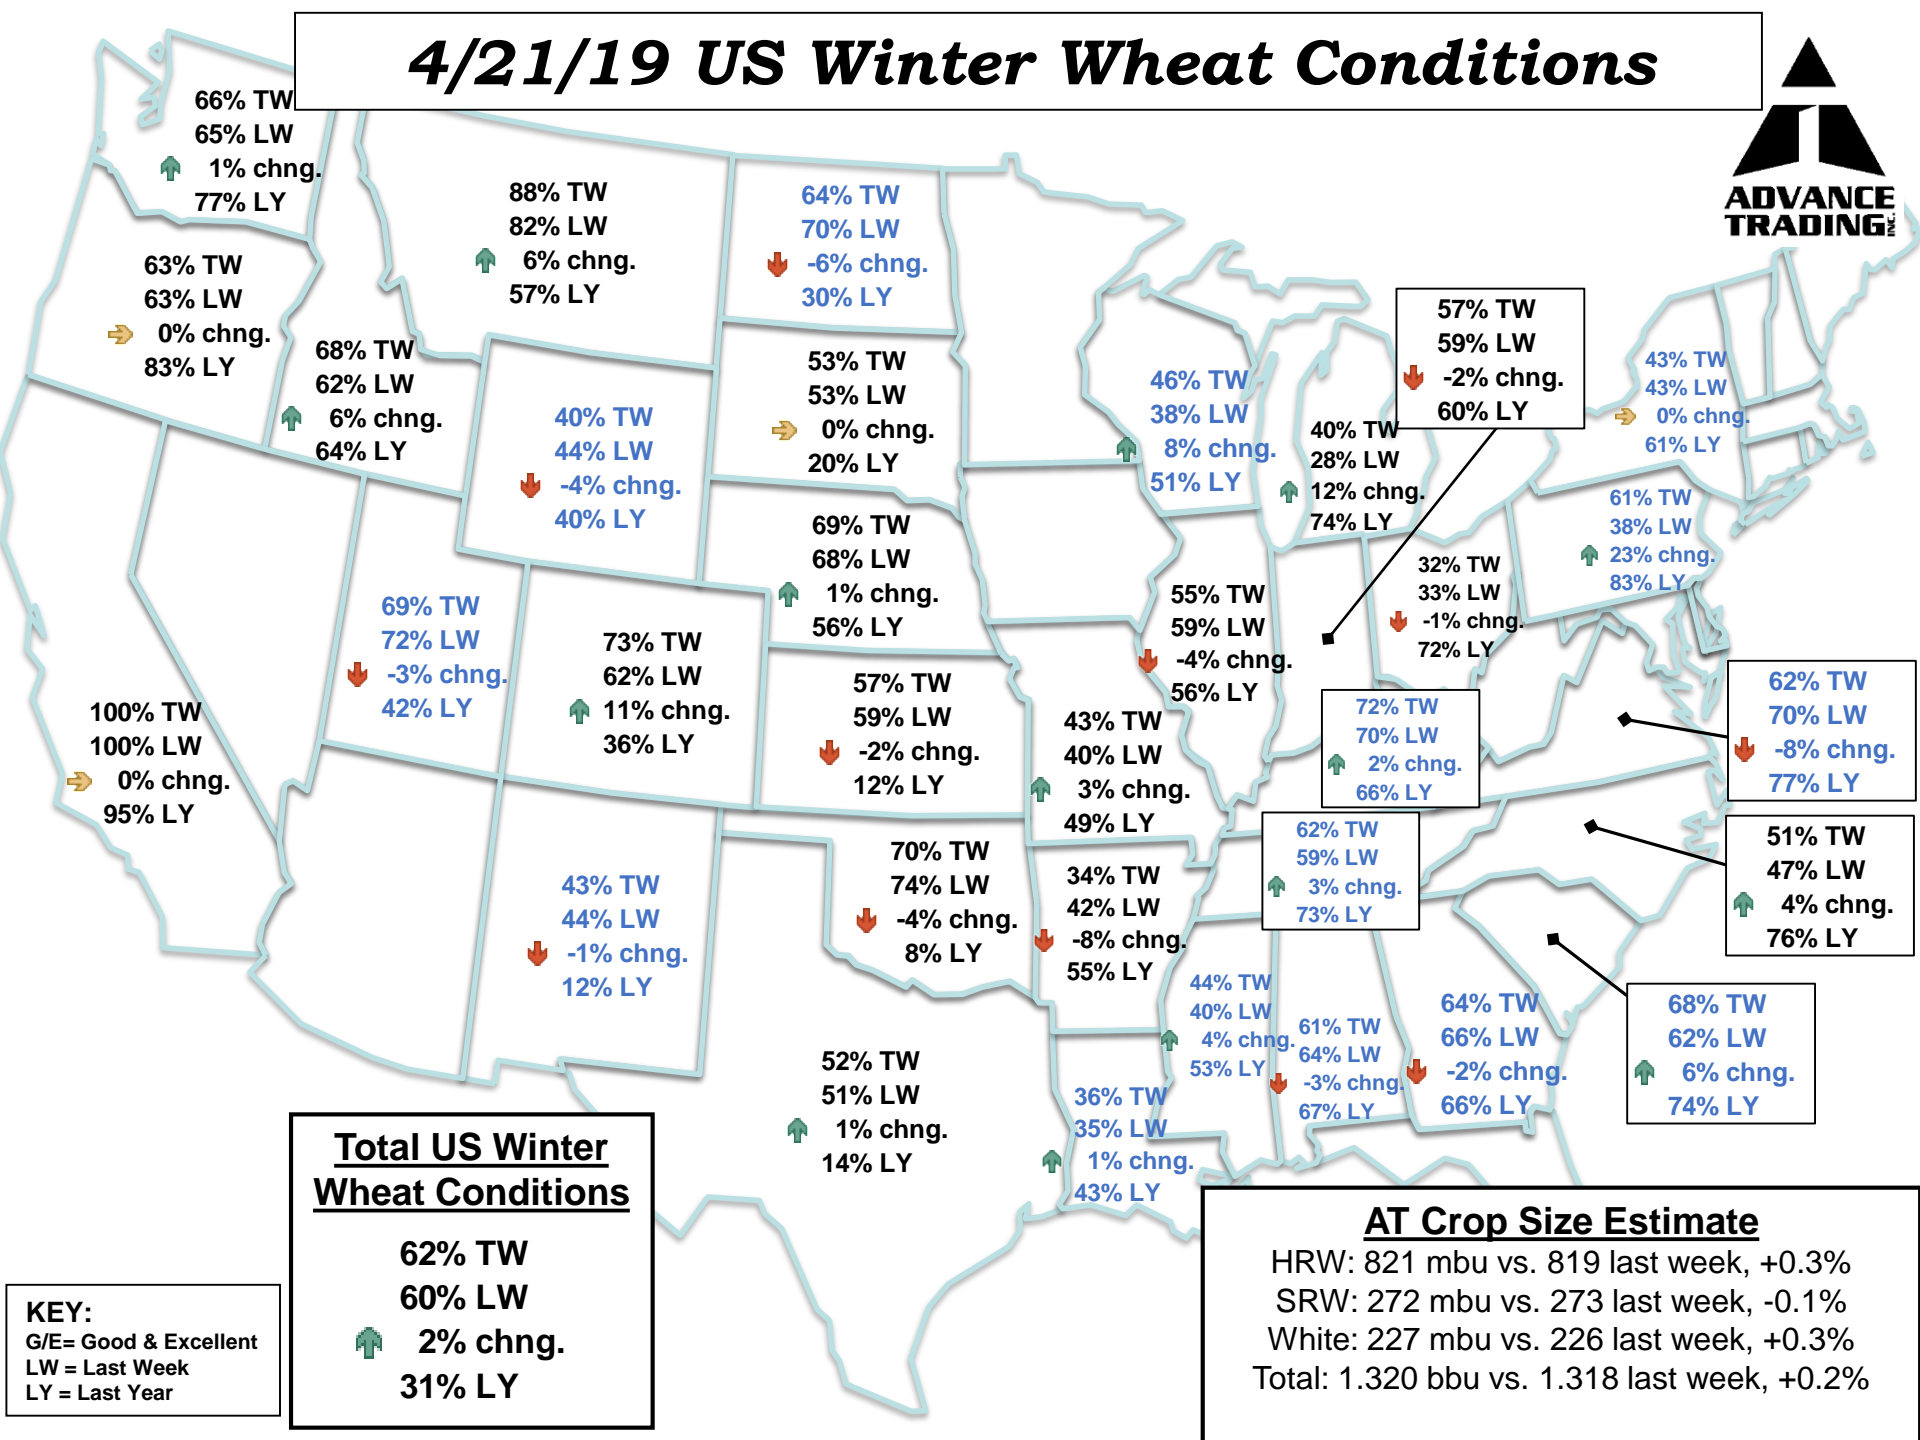 4/21/19 US Winter Wheat Conditions
ADVANCE
TRADING INC.
66% TW
65% LW
1% chng.
77% LY
63% TW
63% LW
0% chng.
83% LY
68% TW
62% LW
6% chng.
64% LY
88% TW
82% LW
6% chng.
57% LY
64% TW
70% LW
-6% chng.
30% LY
53% TW
53% LW
0% chng.
20% LY
40% TW
44% LW
-4% chng.
40% LY
69% TW
68% LW
1% chng.
56% LY
46% TW
38% LW
8% chng.
51% LY
40% TW
28% LW
12% chng.
74% LY
57% TW
59% LW
-2% chng.
60% LY
43% TW
43% LW
0% chng.
61% LY
61% TW
38% LW
23% chng.
83% LY
32% TW
33% LW
-1% chng.
72% LY
55% TW
59% LW
-4% chng.
56% LY
69% TW
72% LW
-3% chng.
42% LY
73% TW
62% LW
11% chng.
36% LY
57% TW
59% LW
-2% chng.
12% LY
100% TW
100% LW
0% chng.
95% LY
43% TW
40% LW
3% chng.
49% LY
72% TW
70% LW
2% chng.
66% LY
62% TW
70% LW
-8% chng.
77% LY
62% TW
59% LW
3% chng.
73% LY
51% TW
47% LW
4% chng.
76% LY
43% TW
44% LW
-1% chng.
12% LY
70% TW
74% LW
-4% chng.
8% LY
34% TW
42% LW
-8% chng.
55% LY
44% TW
40% LW
4% chng.
53% LY
61% TW
64% LW
-3% chng.
67% LY
64% TW
66% LW
-2% chng.
66% LY
68% TW
62% LW
6% chng.
74% LY
52% TW
51% LW
1% chng.
14% LY
36% TW
35% LW
1% chng.
43% LY
Total US Winter
Wheat Conditions
62% TW
60% LW
2% chng.
31% LY
KEY:
G/E= Good & Excellent
LW = Last Week
LY = Last Year
AT Crop Size Estimate
HRW: 821 mbu vs. 819 last week, +0.3%
SRW: 272 mbu vs. 273 last week, -0.1%
White: 227 mbu vs. 226 last week, +0.3%
Total: 1.320 bbu vs. 1.318 last week, +0.2%